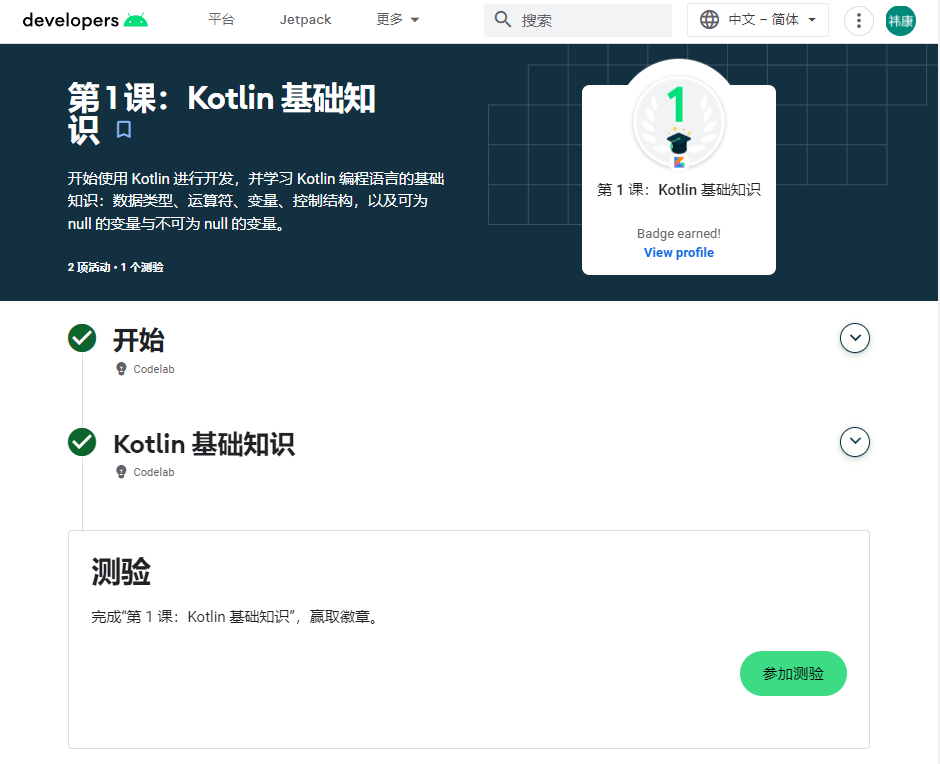 developers
平台
Jetpack
更多
搜索
中文 – 简体
祎康
第 1 课：Kotlin 基础知
识
开始使用 Kotlin 进行开发，并学习 Kotlin 编程语言的基础
知识：数据类型、运算符、变量、控制结构，以及可为
null 的变量与不可为 null 的变量。
2 项活动 • 1 个测验
1
第 1 课：Kotlin 基础知识
Badge earned!
View profile
开始
Codelab
Kotlin 基础知识
Codelab
测验
完成“第 1 课：Kotlin 基础知识”，赢取徽章。
参加测验